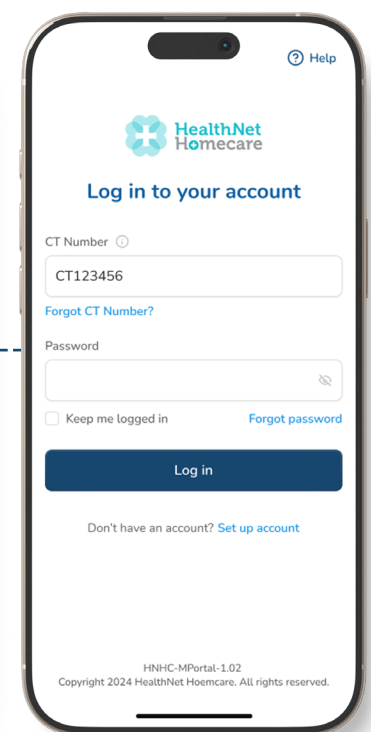 Help
HealthNet
Homecare
Log in to your account
CT Number
CT123456
Forgot CT Number?
Password
Keep me logged in
Forgot password
Log in
Don't have an account? Set up account
HNHC-MPortal-1.02
Copyright 2024 HealthNet Hoemcare. All rights reserved.